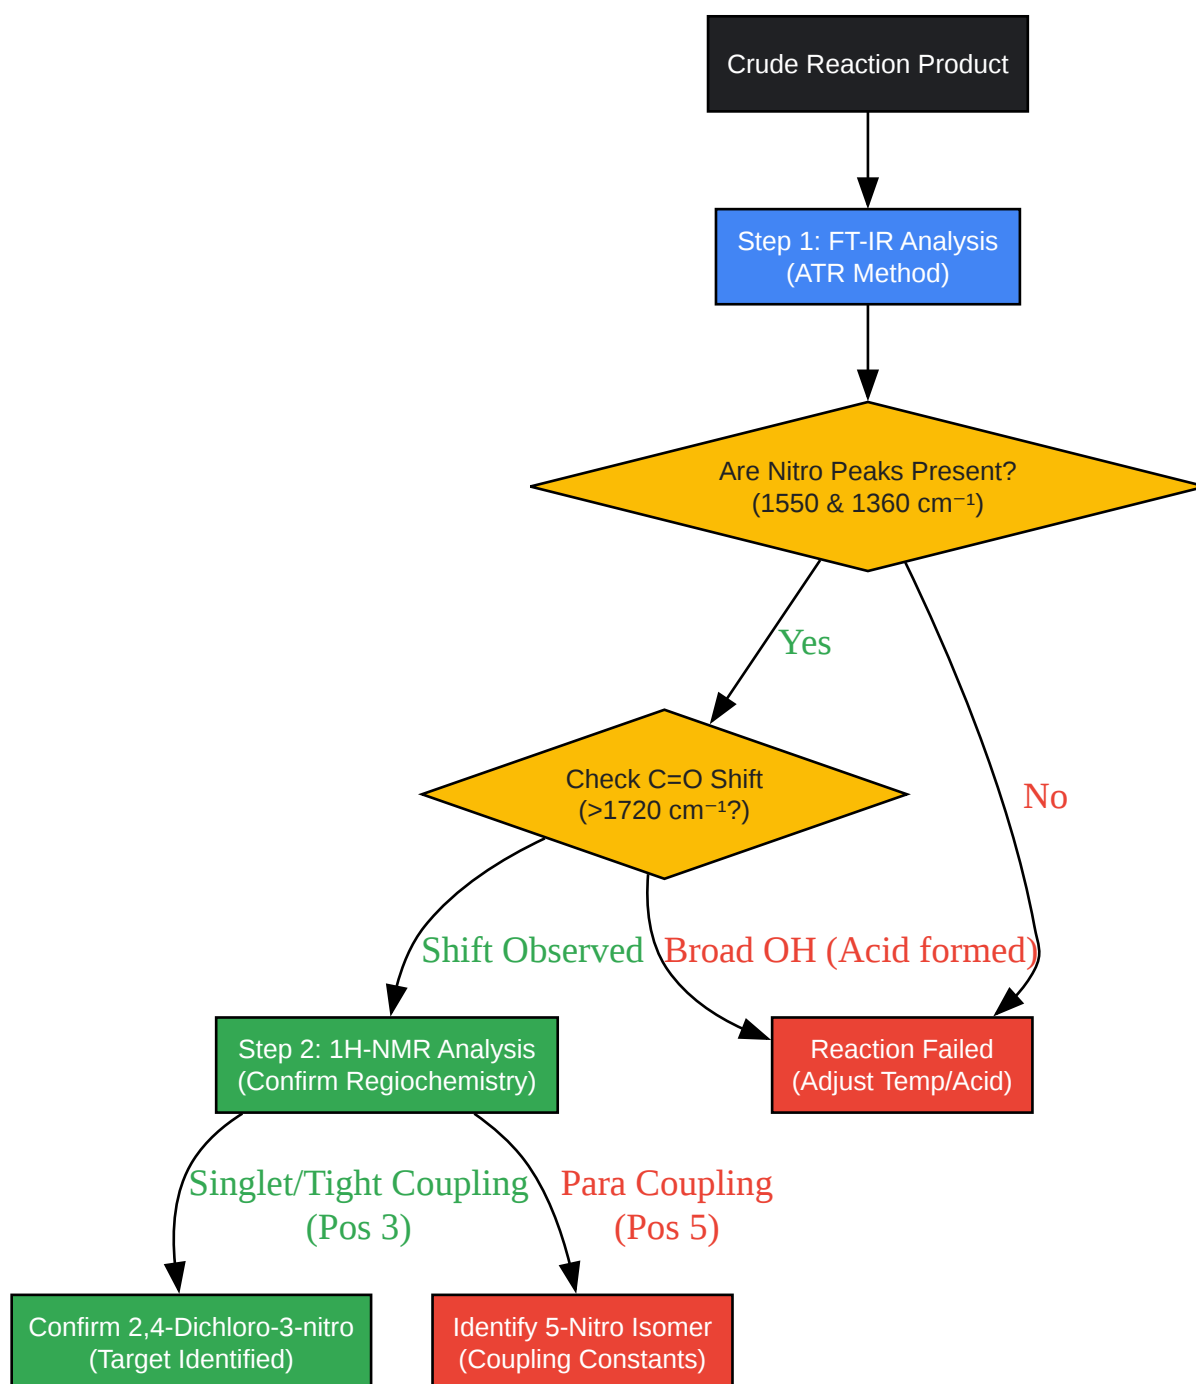 Crude Reaction Product
Step 1: FT-IR Analysis
(ATR Method)
Are Nitro Peaks Present?
(1550 & 1360 cm⁻¹)
Yes
No
Check C=O Shift
(>1720 cm⁻¹?)
Shift Observed
Broad OH (Acid formed)
Step 2: 1H-NMR Analysis
(Confirm Regiochemistry)
Reaction Failed
(Adjust Temp/Acid)
Singlet/Tight Coupling
(Pos 3)
Para Coupling
(Pos 5)
Confirm 2,4-Dichloro-3-nitro
(Target Identified)
Identify 5-Nitro Isomer
(Coupling Constants)